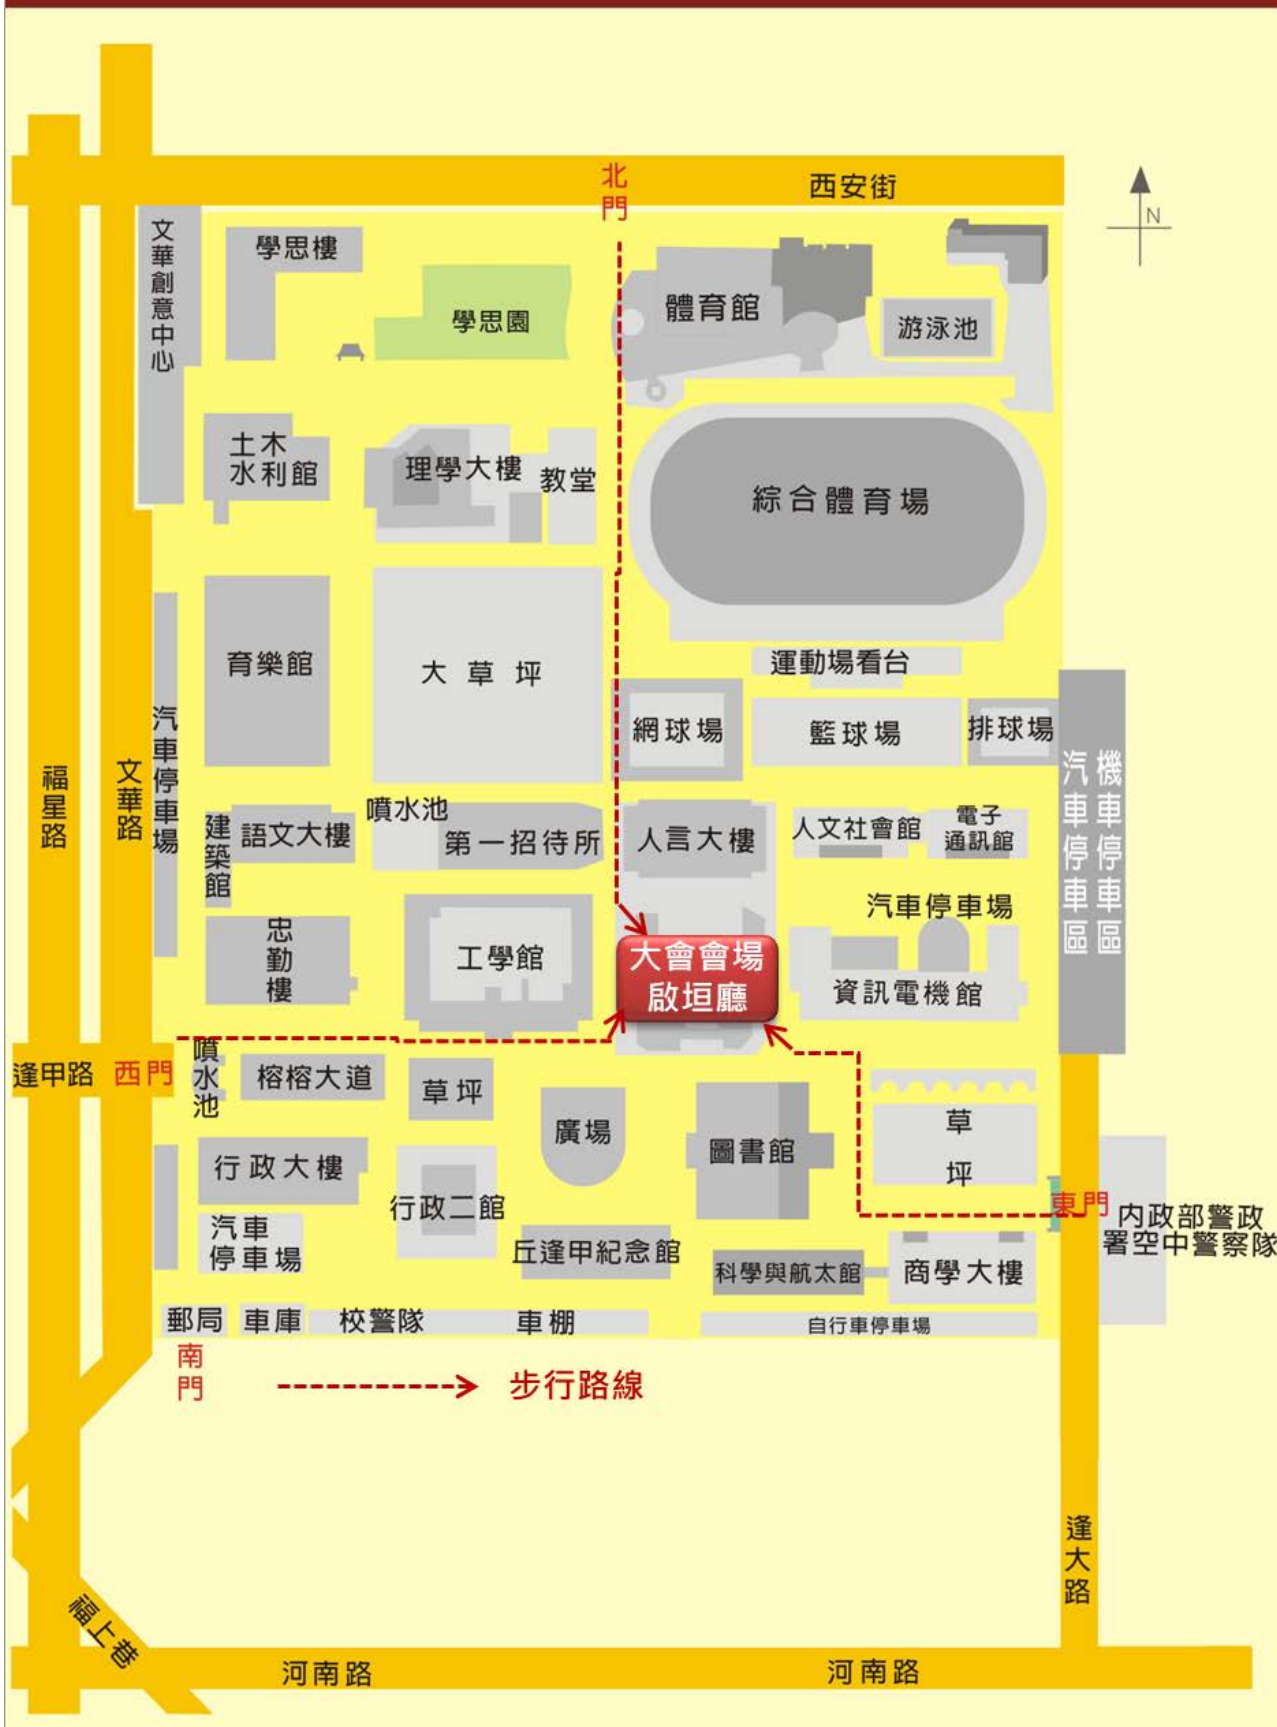 北門
西安街
N
文華創意中心
學思樓
學思園
體育館
游泳池
土木
水利館
理學大樓
教堂
綜合體育場
育樂館
大草坪
運動場看台
網球場
籃球場
排球場
汽車停車場
福星路
文華路
汽車停車區
機車停車區
建築館
語文大樓
噴水池
第一招待所
人言大樓
人文社會館
電子
通訊館
汽車停車場
忠勤樓
工學館
大會會場
啟垣廳
資訊電機館
逢甲路
西門
噴水池
榕榕大道
草坪
廣場
圖書館
草坪
行政大樓
行政二館
東門
內政部警政
署空中警察隊
汽車
停車場
丘逢甲紀念館
科學與航太館
商學大樓
郵局
車庫
校警隊
車棚
自行車停車場
南門
步行路線
逢大路
福上巷
河南路
河南路